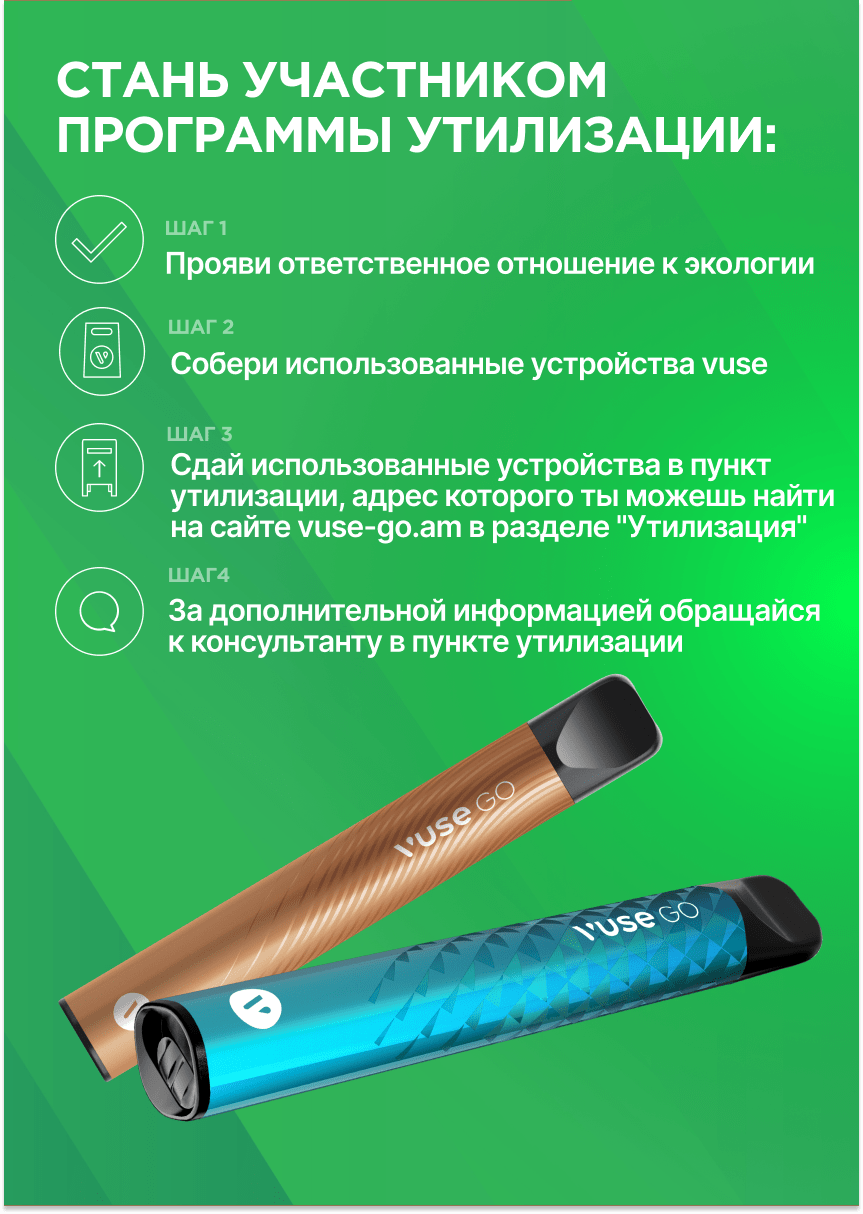 СТАНЬ УЧАСТНИКОМ
ПРОГРАММЫ УТИЛИЗАЦИИ:
ШАГ 1
Прояви ответственное отношение к экологии
ШАГ 2
Собери использованные устройства vuse
ШАГ 3
Сдай использованные устройства в пункт
утилизации, адрес которого ты можешь найти
на сайте vuse-go.am в разделе "Утилизация"
ШАГ4
За дополнительной информацией обращайся
к консультанту в пункте утилизации
vuse GO
vuse GO